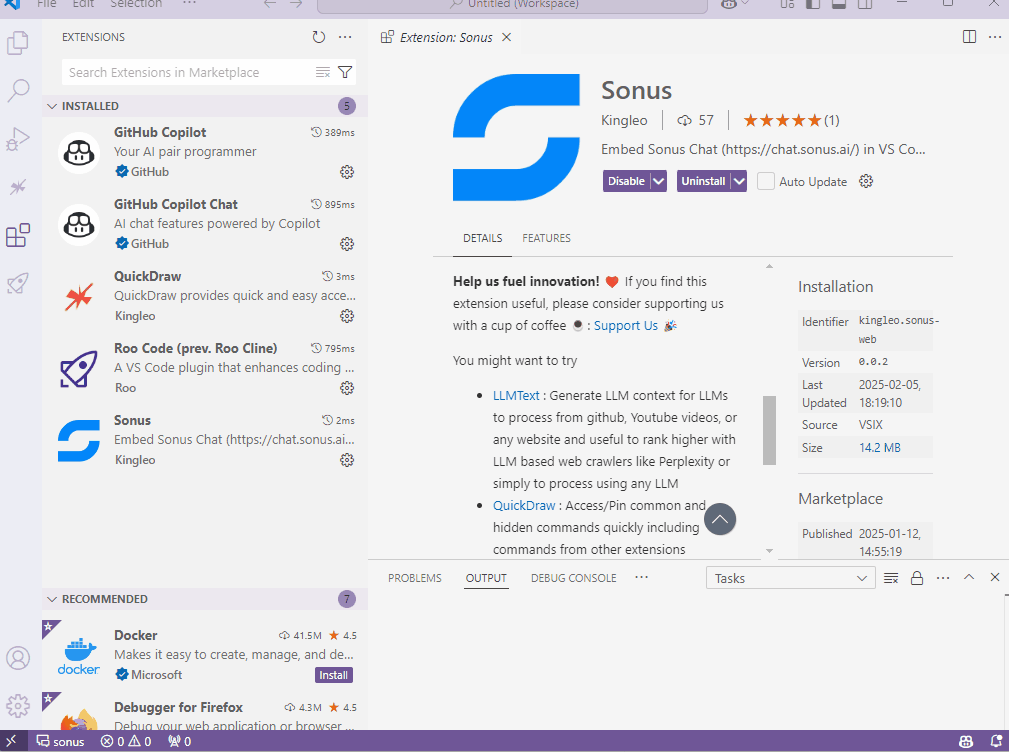 File Edit Selection ···
Untitled (Workspace)
EXTENSIONS
Search Extensions in Marketplace
INSTALLED 5
GitHub Copilot 389ms
Your AI pair programmer
GitHub
GitHub Copilot Chat 895ms
AI chat features powered by Copilot
GitHub
QuickDraw 3ms
QuickDraw provides quick and easy acce...
Kingleo
Roo Code (prev. Roo Cline) 795ms
A VS Code plugin that enhances coding ...
Roo
Sonus 2ms
Embed Sonus Chat (https://chat.sonus.ai...
Kingleo
RECOMMENDED 7
Docker 41.5M ★ 4.5
Makes it easy to create, manage, and de...
Microsoft Install
docker
Debugger for Firefox 4.3M ★ 4.5
Debug your web application or browser ...
Extension: Sonus
Sonus
Kingleo 57 ★★★★★(1)
Embed Sonus Chat (https://chat.sonus.ai/) in VS Co...
Disable Uninstall Auto Update
DETAILS FEATURES
Help us fuel innovation! ❤️ If you find this
extension useful, please consider supporting us
with a cup of coffee ☕ : Support Us 🎉
You might want to try
• LLMText : Generate LLM context for LLMs
to process from github, Youtube videos, or
any website and useful to rank higher with
LLM based web crawlers like Perplexity or
simply to process using any LLM
• QuickDraw : Access/Pin common and
hidden commands quickly including
commands from other extensions
Installation
Identifier kingleo.sonus-
web
Version 0.0.2
Last 2025-02-05,
Updated 18:19:10
Source VSIX
Size 14.2 MB
Marketplace
Published 2025-01-12,
14:55:19
PROBLEMS OUTPUT DEBUG CONSOLE ··· Tasks
sonus 0 0 0